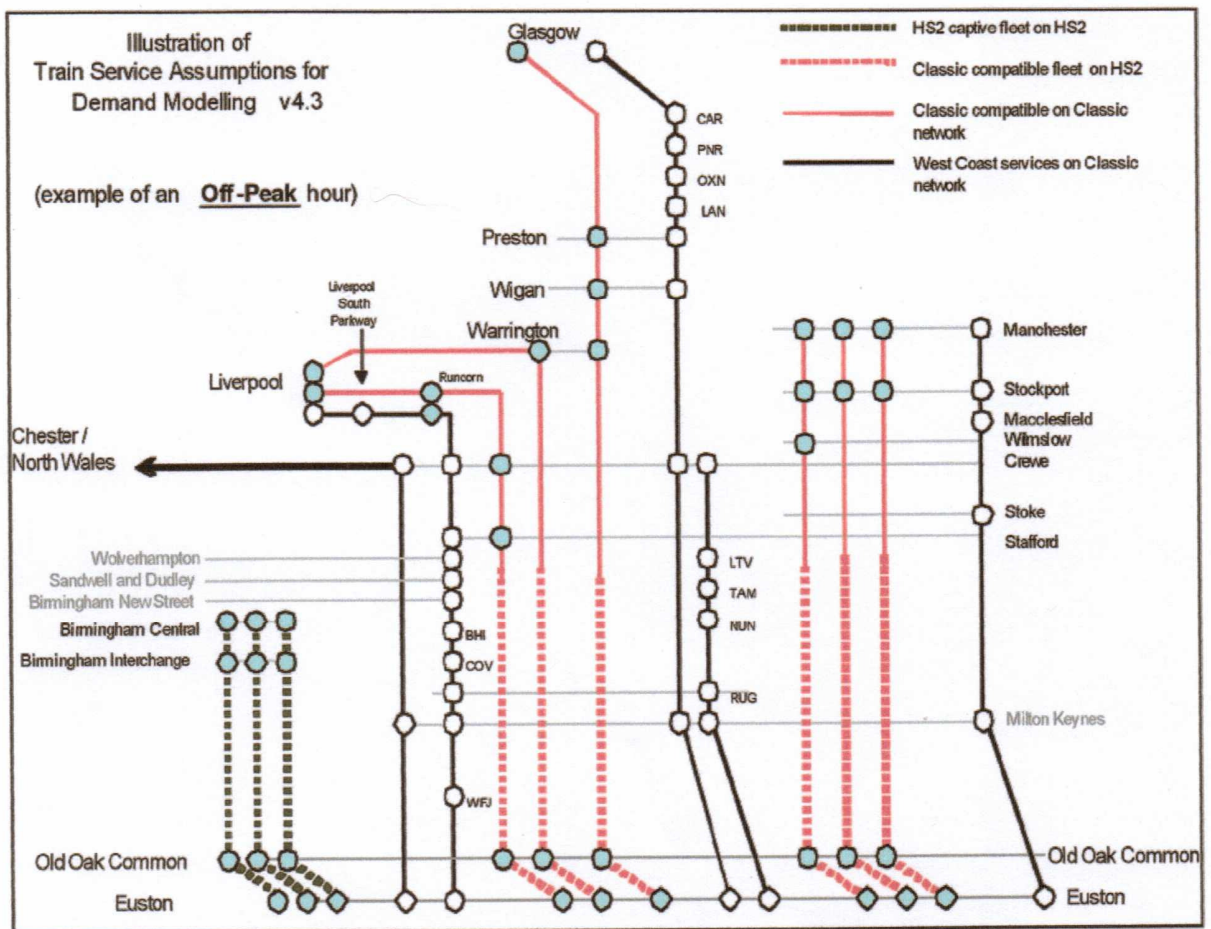 Illustration of
Train Service Assumptions for
Demand Modelling v4.3
(example of an Off-Peak hour)
HS2 captive fleet on HS2
Classic compatible fleet on HS2
Classic compatible on Classic
network
West Coast services on Classic
network
Glasgow
CAR
PNR
OXN
LAN
Preston
Wigan
Warrington
Liverpool
South
Parkway
Liverpool
Runcorn
Manchester
Stockport
Macclesfield
Wilmslow
Crewe
Chester /
North Wales
Stoke
Stafford
Wolverhampton
Sandwell and Dudley
Birmingham New Street
Birmingham Central
Birmingham Interchange
LTV
TAM
NUN
BHI
COV
RUG
Milton Keynes
WFJ
Old Oak Common
Old Oak Common
Euston
Euston